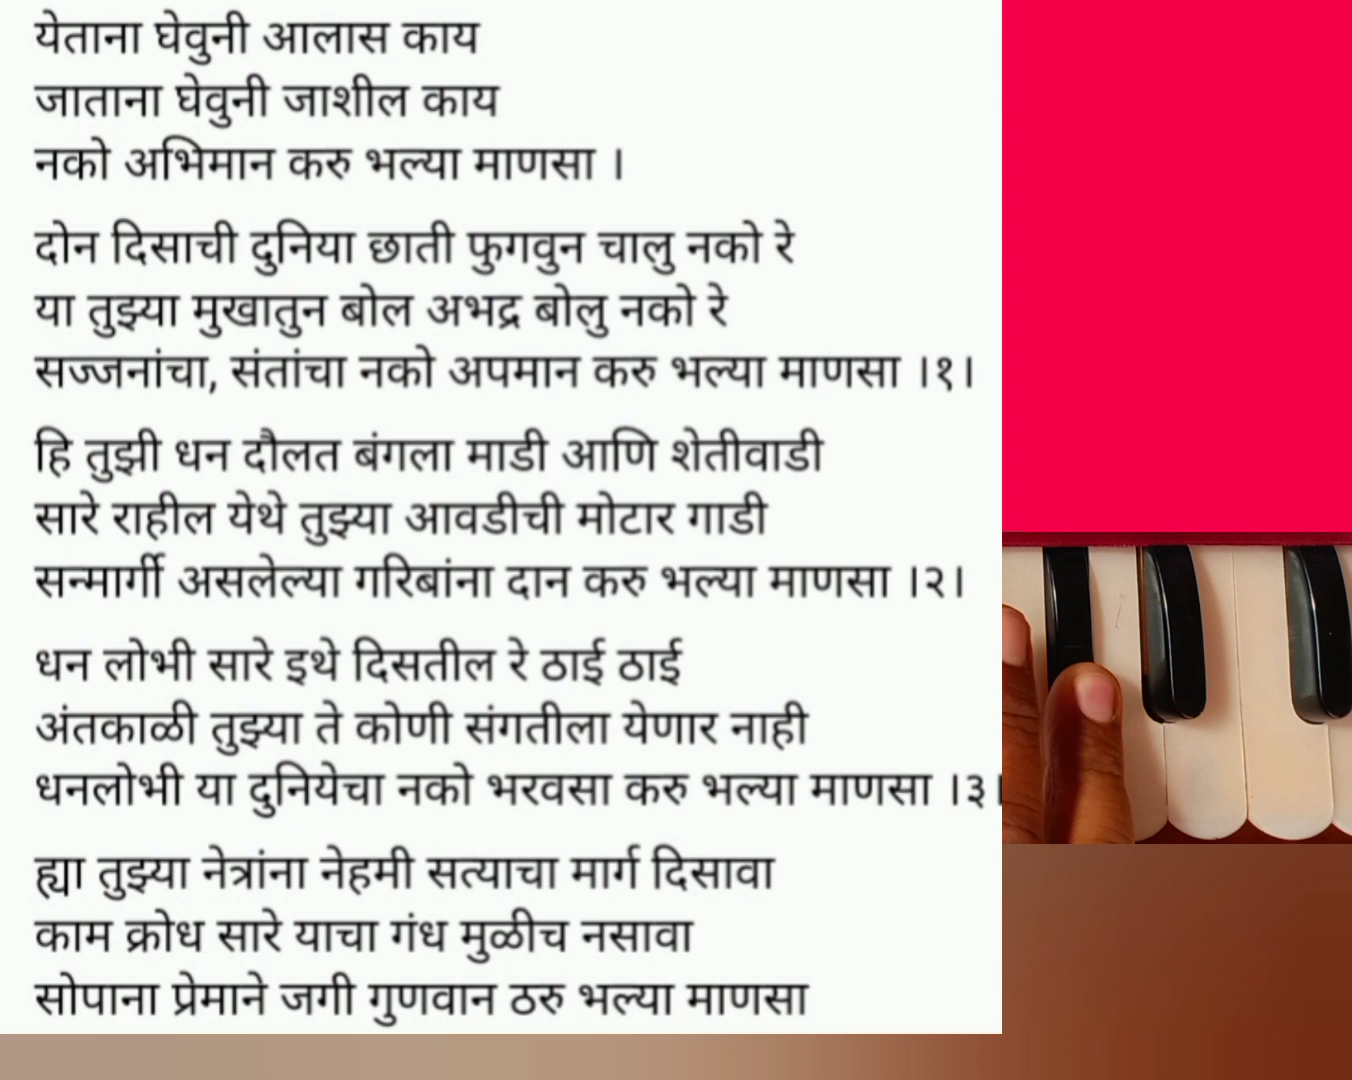 येताना घेवुनी आलास काय
जाताना घेवुनी जाशील काय
नको अभिमान करु भल्या माणसा ।
दोन दिसाची दुनिया छाती फुगवुन चालु नको रे
या तुझ्या मुखातुन बोल अभद्र बोलु नको रे
सज्जनांचा, संतांचा नको अपमान करु भल्या माणसा ।१।
हि तुझी धन दौलत बंगला माडी आणि शेतीवाडी
सारे राहील येथे तुझ्या आवडीची मोटार गाडी
सन्मार्गी असलेल्या गरिबांना दान करु भल्या माणसा ।२।
धन लोभी सारे इथे दिसतील रे ठाई ठाई
अंतकाळी तुझ्या ते कोणी संगतीला येणार नाही
धनलोभी या दुनियेचा नको भरवसा करु भल्या माणसा ।३।
ह्या तुझ्या नेत्रांना नेहमी सत्याचा मार्ग दिसावा
काम क्रोध सारे याचा गंध मुळीच नसावा
सोपाना प्रेमाने जगी गुणवान ठरु भल्या माणसा